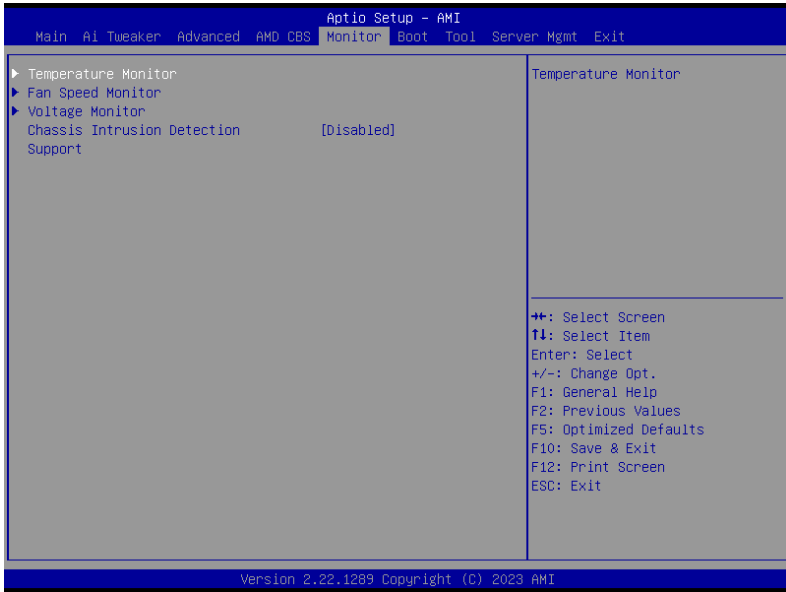 Aptio Setup - AMI
Main Ai Tweaker Advanced AMD CBS Monitor Boot Tool Server Mgmt Exit
Temperature Monitor
Fan Speed Monitor
Voltage Monitor
Chassis Intrusion Detection [Disabled]
Support
Temperature Monitor
→←: Select Screen
↑↓: Select Item
Enter: Select
+/-: Change Opt.
F1: General Help
F2: Previous Values
F5: Optimized Defaults
F10: Save & Exit
F12: Print Screen
ESC: Exit
Version 2.22.1289 Copyright (C) 2023 AMI